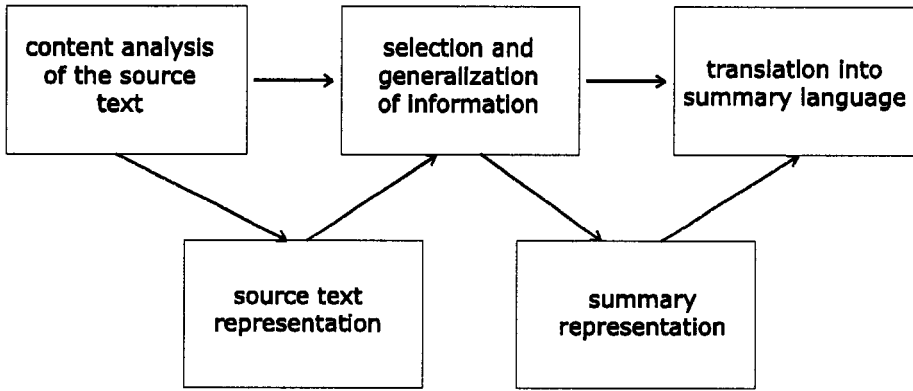 content analysis
of the source
text
selection and
generalization
of information
translation into
summary language
source text
representation
summary
representation